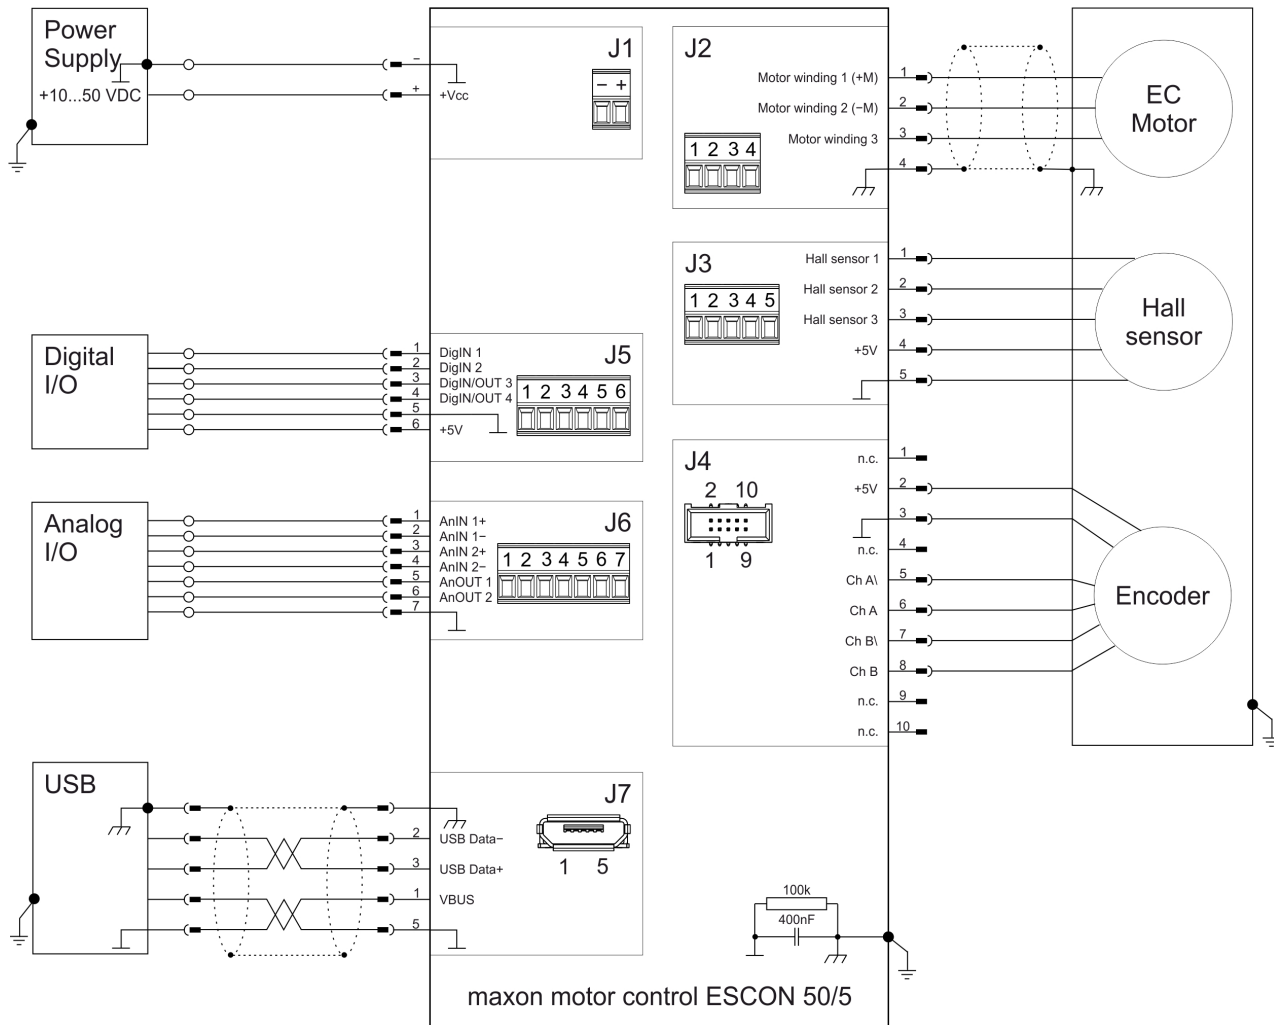 Power
Supply
+10...50 VDC
−
+
+Vcc
J1
− +
J2
Motor winding 1 (+M)
1
Motor winding 2 (−M)
2
Motor winding 3
3
4
1 2 3 4
EC
Motor
J3
Hall sensor 1
1
Hall sensor 2
2
Hall sensor 3
3
+5V
4
5
1 2 3 4 5
Hall
sensor
Digital
I/O
1
DigIN 1
2
DigIN 2
3
DigIN/OUT 3
4
DigIN/OUT 4
5
6
+5V
J5
1 2 3 4 5 6
J4
2 10
1 9
n.c.
1
+5V
2
3
n.c.
4
Ch A\
5
Ch A
6
Ch B\
7
Ch B
8
n.c.
9
n.c.
10
Encoder
Analog
I/O
1
AnIN 1+
2
AnIN 1−
3
AnIN 2+
4
AnIN 2−
5
AnOUT 1
6
AnOUT 2
7
J6
1 2 3 4 5 6 7
USB
2
USB Data−
3
USB Data+
1
VBUS
5
J7
1 5
100k
400nF
maxon motor control ESCON 50/5